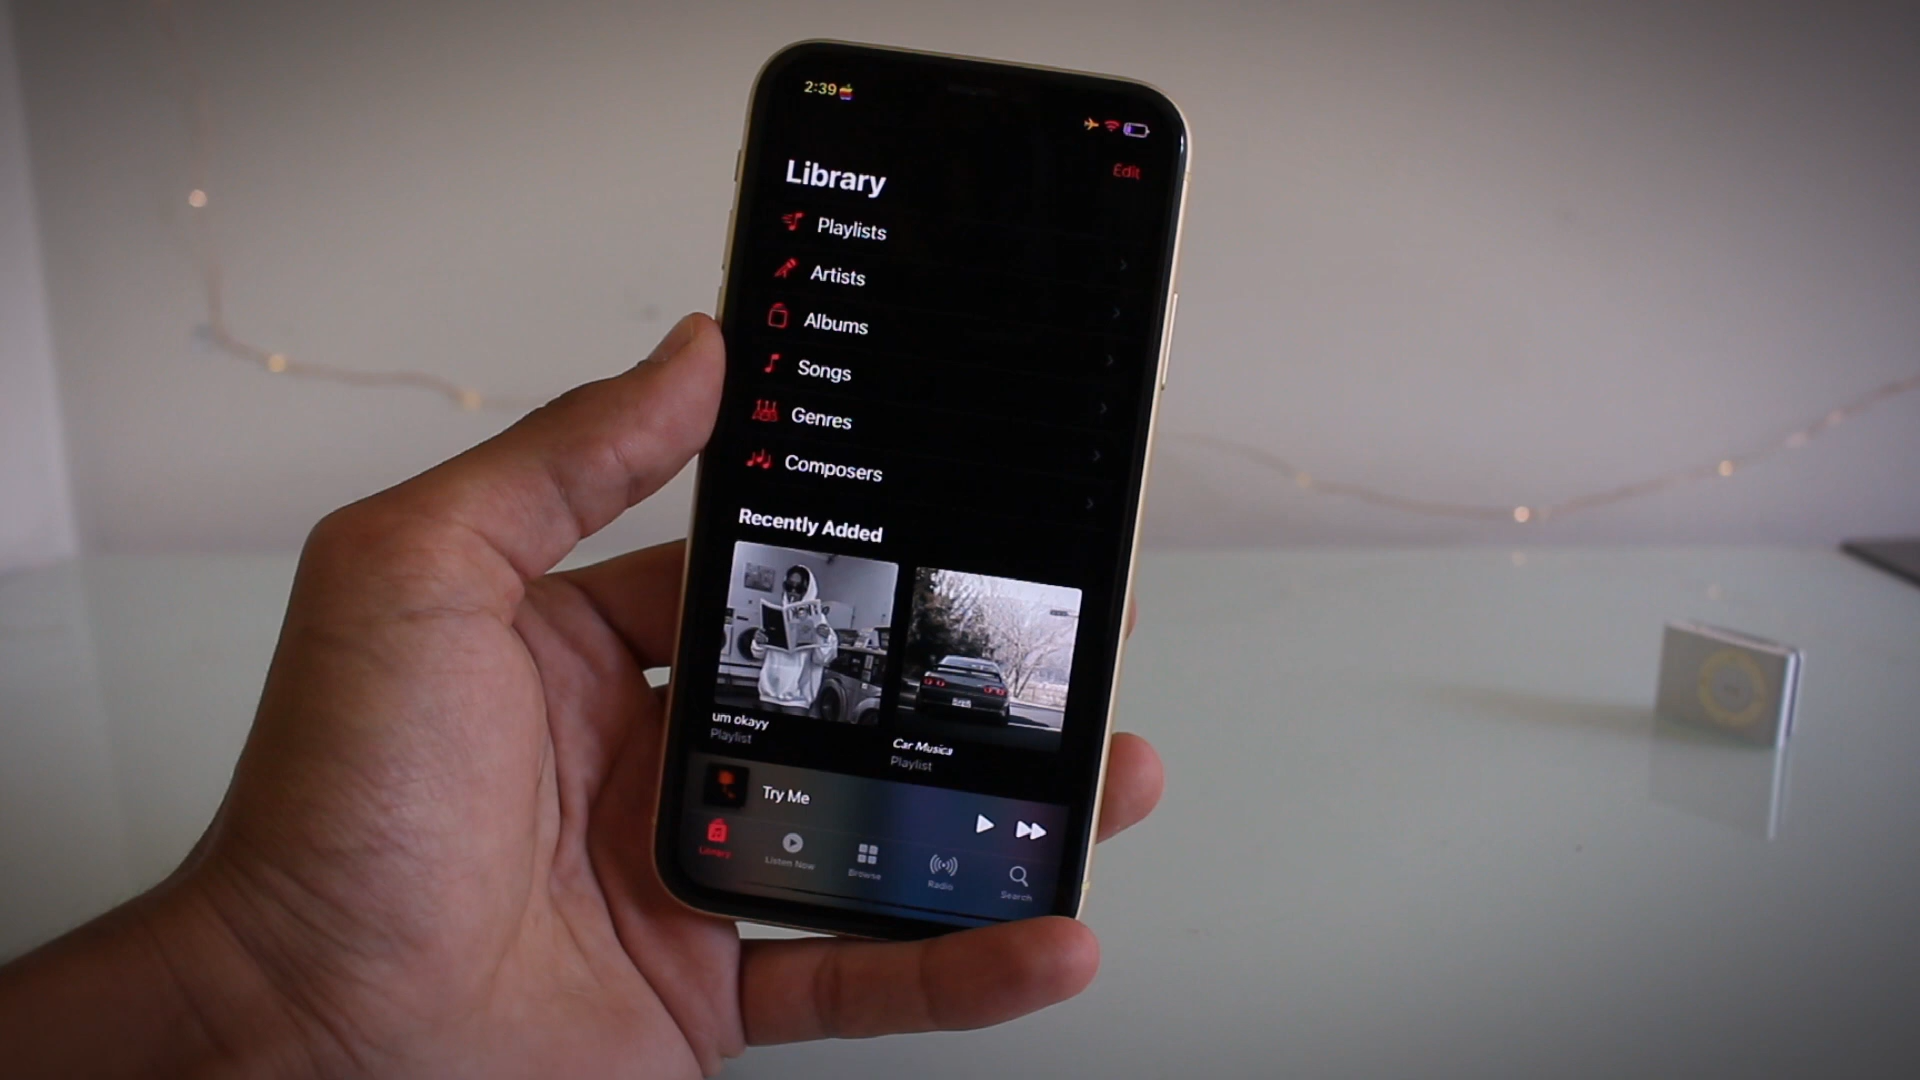 2:39
Library
Edit
Playlists
Artists
Albums
Songs
Genres
Composers
Recently Added
um okayy
Playlist
Car Musica
Playlist
Try Me
Library
Listen Now
Browse
Radio
Search